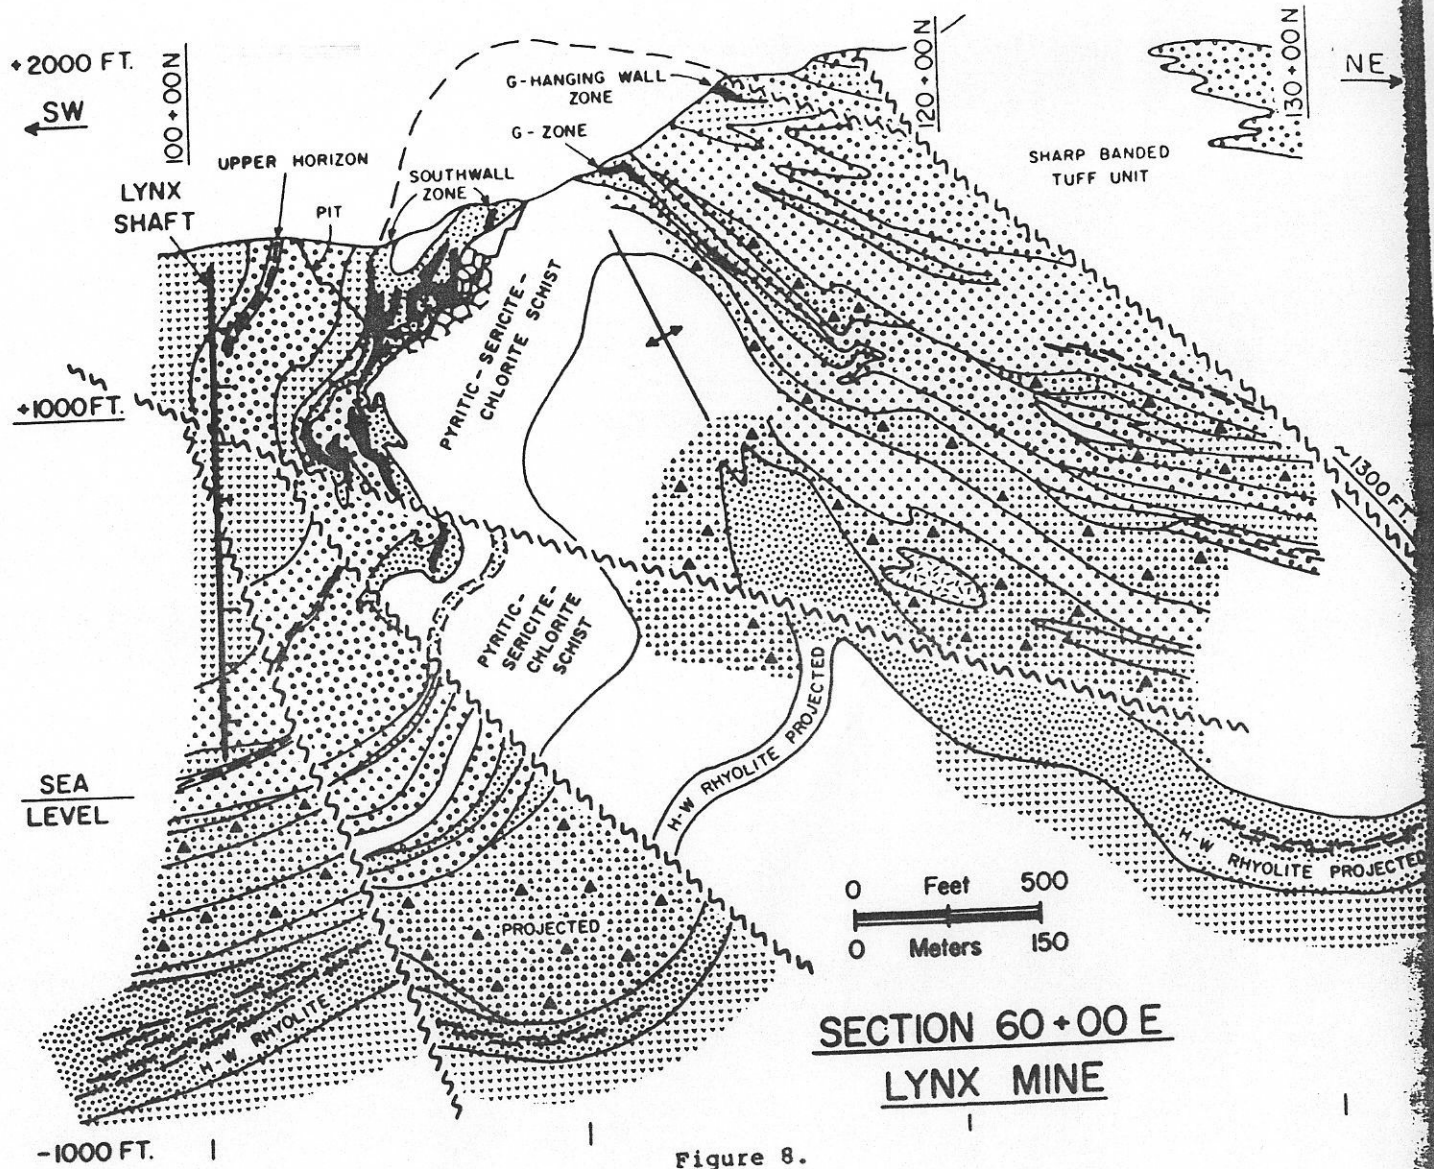 +2000 FT.
SW
100+00N
G-HANGING WALL
ZONE
G-ZONE
120+00N
130+00N
NE
SHARP BANDED
TUFF UNIT
UPPER HORIZON
SOUTHWALL
ZONE
LYNX
SHAFT
PIT
PYRITIC-SERICITE-
CHLORITE SCHIST
+1000 FT.
~1300 FT.
PYRITIC-
SERICITE-
CHLORITE
SCHIST
H-W RHYOLITE PROJECTED
SEA
LEVEL
H-W RHYOLITE PROJECTED
0 Feet 500
0 Meters 150
PROJECTED
H-W RHYOLITE
SECTION 60+00 E
LYNX MINE
-1000 FT.
Figure 8.